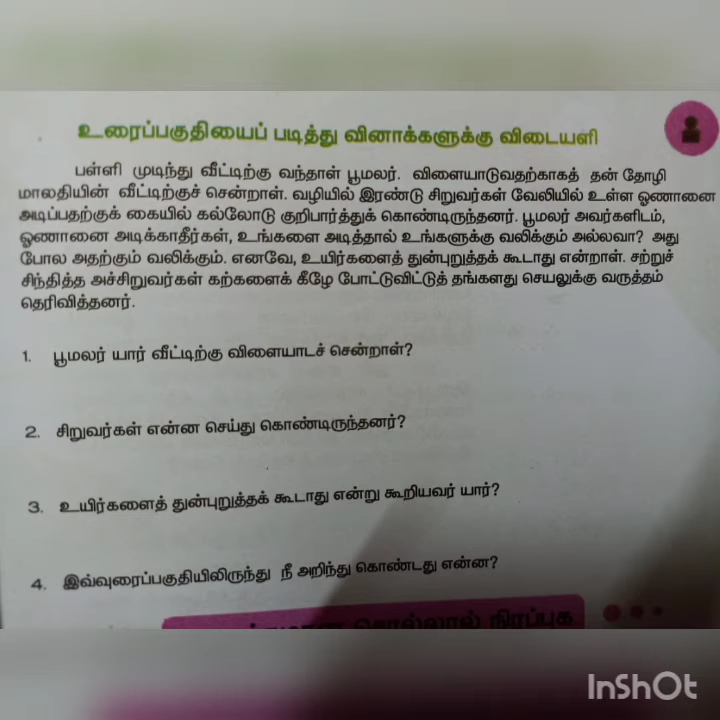 உரைப்பகுதியைப் படித்து வினாக்களுக்கு விடையளி
பள்ளி முடிந்து வீட்டிற்கு வந்தாள் பூமலர். விளையாடுவதற்காகத் தன் தோழி
மாலதியின் வீட்டிற்குச் சென்றாள். வழியில் இரண்டு சிறுவர்கள் வேலியில் உள்ள ஓணானை
அடிப்பதற்குக் கையில் கல்லோடு குறிபார்த்துக் கொண்டிருந்தனர். பூமலர் அவர்களிடம்,
ஓணானை அடிக்காதீர்கள், உங்களை அடித்தால் உங்களுக்கு வலிக்கும் அல்லவா? அது
போல அதற்கும் வலிக்கும். எனவே, உயிர்களைத் துன்புறுத்தக் கூடாது என்றாள். சற்றுச்
சிந்தித்த அச்சிறுவர்கள் கற்களைக் கீழே போட்டுவிட்டுத் தங்களது செயலுக்கு வருத்தம்
தெரிவித்தனர்.
1. பூமலர் யார் வீட்டிற்கு விளையாடச் சென்றாள்?
2. சிறுவர்கள் என்ன செய்து கொண்டிருந்தனர்?
3. உயிர்களைத் துன்புறுத்தக் கூடாது என்று கூறியவர் யார்?
4. இவ்வுரைப்பகுதியிலிருந்து நீ அறிந்து கொண்டது என்ன?
சொல்லால் நிரப்புக
InShOt